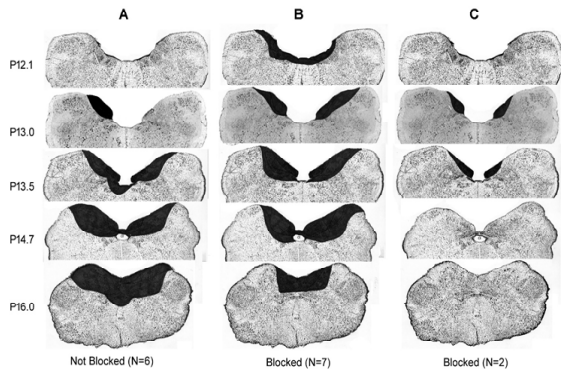 A B C
P12.1
P13.0
P13.5
P14.7
P16.0
Not Blocked (N=6) Blocked (N=7) Blocked (N=2)